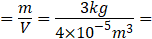 = m/V = 3kg/4×10⁻⁵m³ =